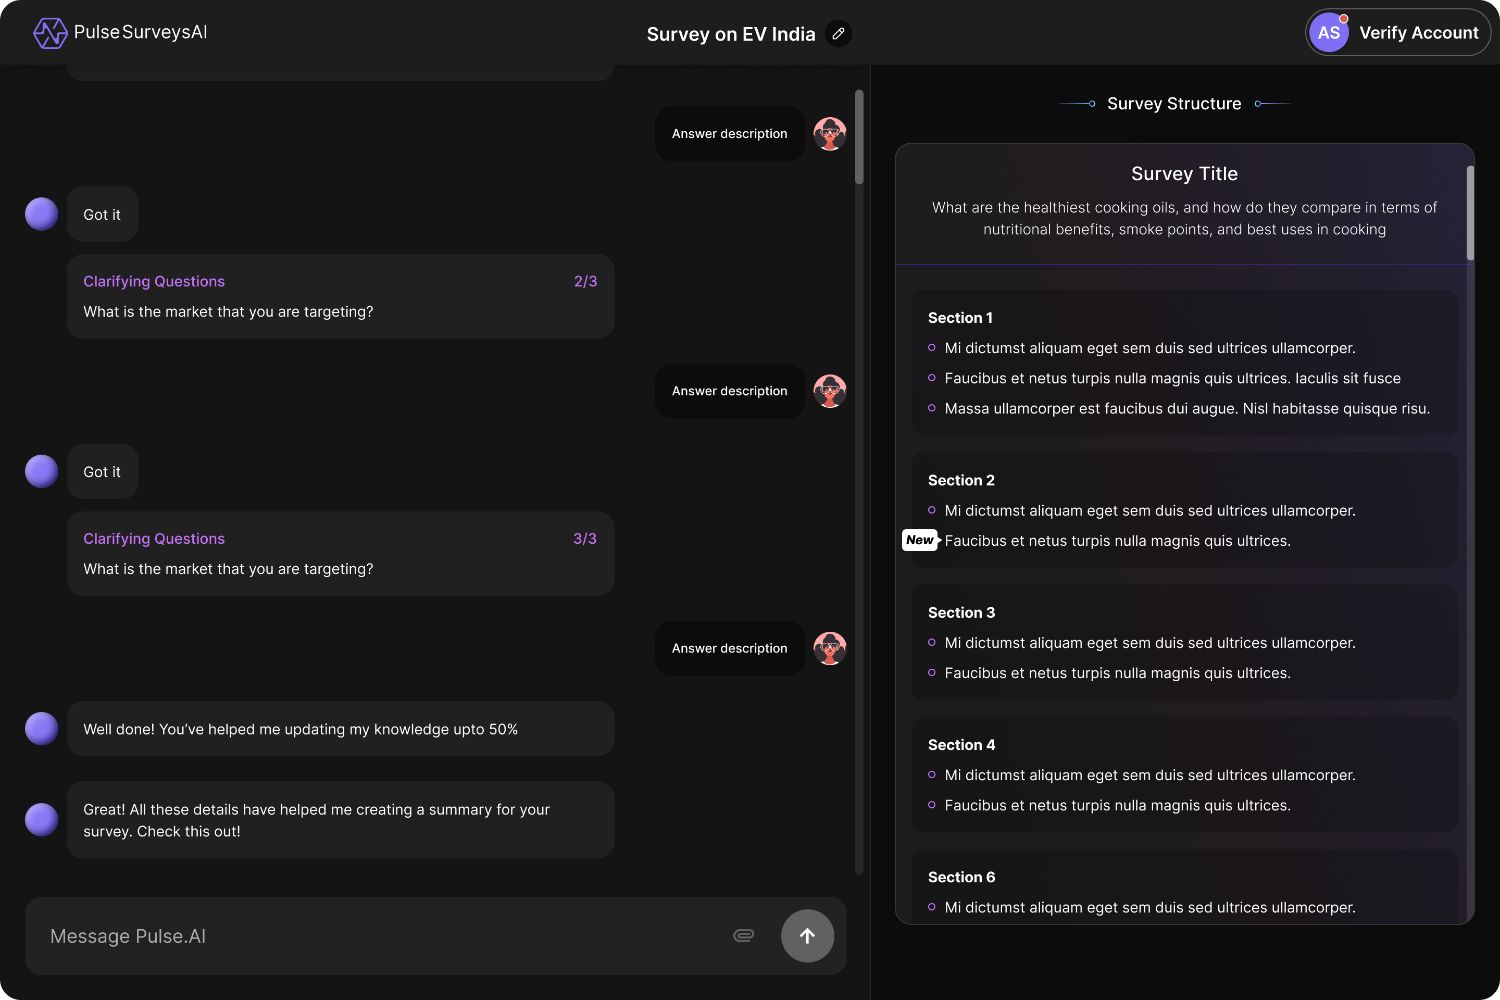 PulseSurveysAI
Survey on EV India
AS
Verify Account
Answer description
Got it
Clarifying Questions 2/3
What is the market that you are targeting?
Answer description
Got it
Clarifying Questions 3/3
What is the market that you are targeting?
Answer description
Well done! You’ve helped me updating my knowledge upto 50%
Great! All these details have helped me creating a summary for your
survey. Check this out!
Message Pulse.AI
Survey Structure
Survey Title
What are the healthiest cooking oils, and how do they compare in terms of
nutritional benefits, smoke points, and best uses in cooking
Section 1
Mi dictumst aliquam eget sem duis sed ultrices ullamcorper.
Faucibus et netus turpis nulla magnis quis ultrices. Iaculis sit fusce
Massa ullamcorper est faucibus dui augue. Nisl habitasse quisque risu.
Section 2
Mi dictumst aliquam eget sem duis sed ultrices ullamcorper.
New Faucibus et netus turpis nulla magnis quis ultrices.
Section 3
Mi dictumst aliquam eget sem duis sed ultrices ullamcorper.
Faucibus et netus turpis nulla magnis quis ultrices.
Section 4
Mi dictumst aliquam eget sem duis sed ultrices ullamcorper.
Faucibus et netus turpis nulla magnis quis ultrices.
Section 6
Mi dictumst aliquam eget sem duis sed ultrices ullamcorper.